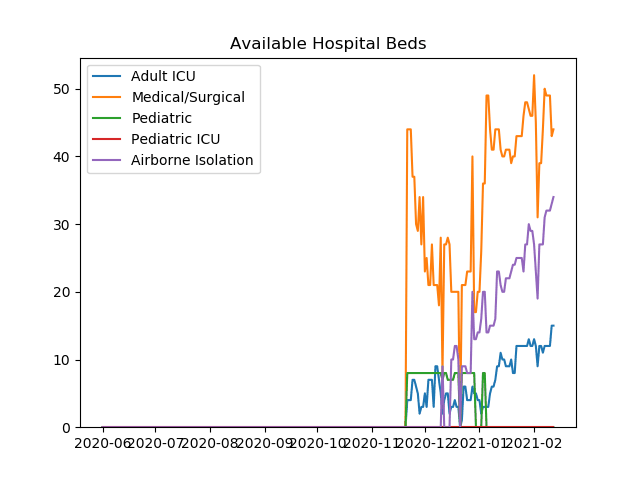 Available Hospital Beds
Adult ICU
Medical/Surgical
Pediatric
Pediatric ICU
Airborne Isolation
50
40
30
20
10
0
2020-06 2020-07 2020-08 2020-09 2020-10 2020-11 2020-12 2021-01 2021-02